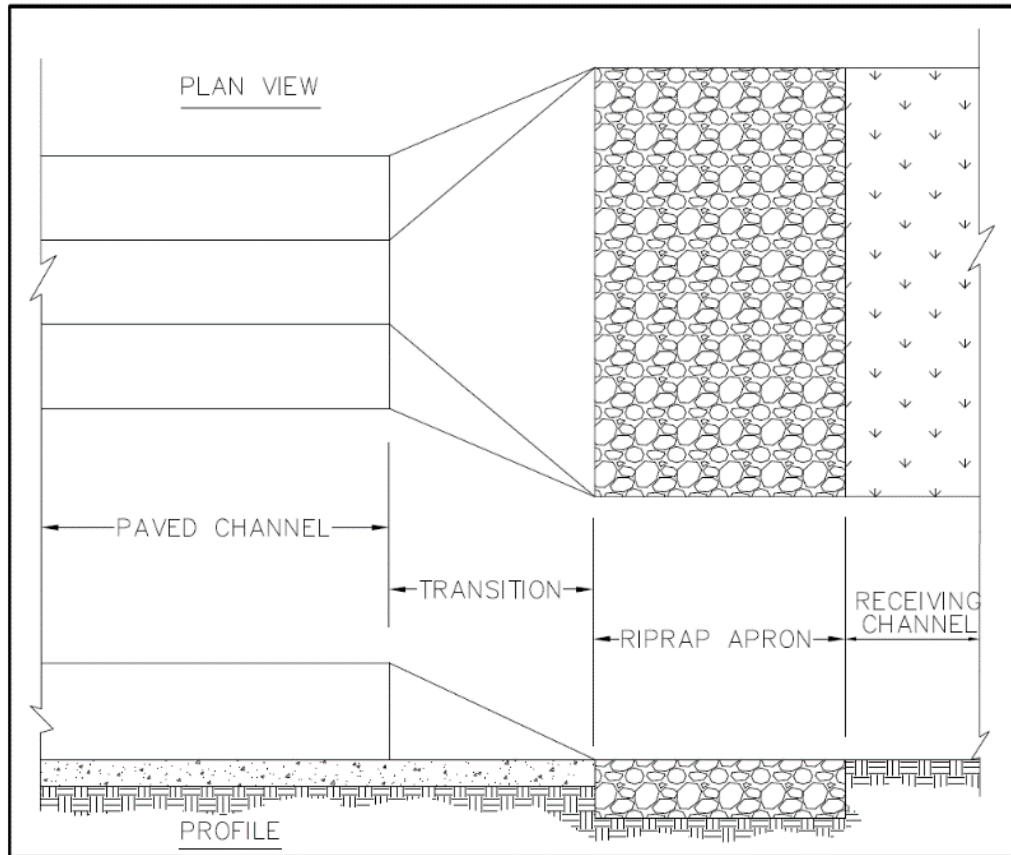 PLAN VIEW
PAVED CHANNEL
TRANSITION
RIPRAP APRON
RECEIVING
CHANNEL
PROFILE